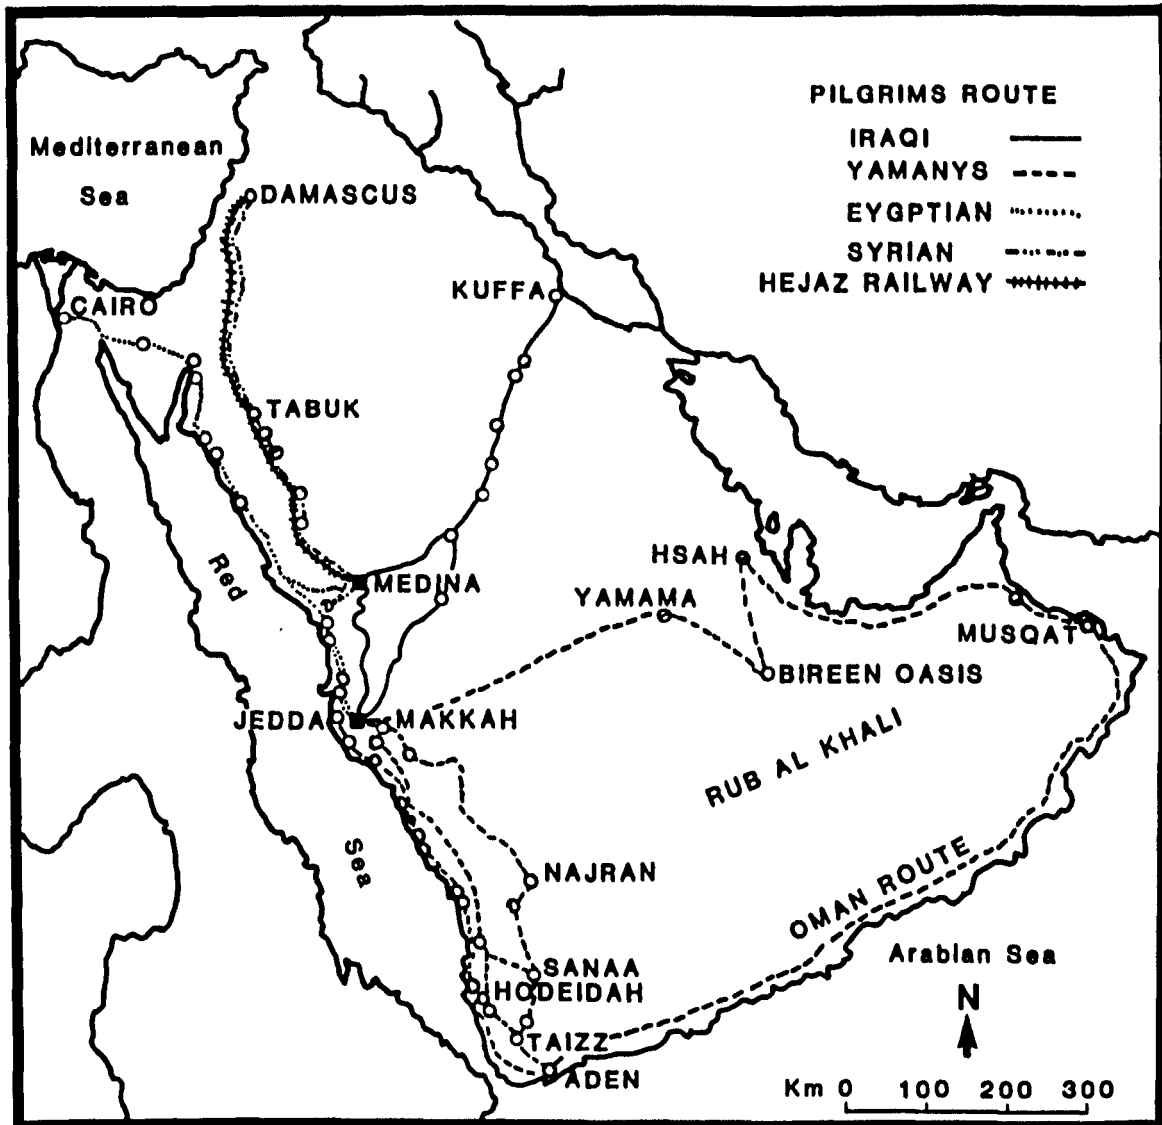 PILGRIMS ROUTE
IRAQI
YAMANYS
EYGPTIAN
SYRIAN
HEJAZ RAILWAY
Mediterranean
Sea
DAMASCUS
CAIRO
KUFFA
TABUK
Red
Sea
MEDINA
HSAH
YAMAMA
MUSQAT
BIREEN OASIS
JEDDA
MAKKAH
RUB AL KHALI
NAJRAN
OMAN ROUTE
SANAA
HODEIDAH
TAIZZ
ADEN
Arabian Sea
N
Km 0 100 200 300